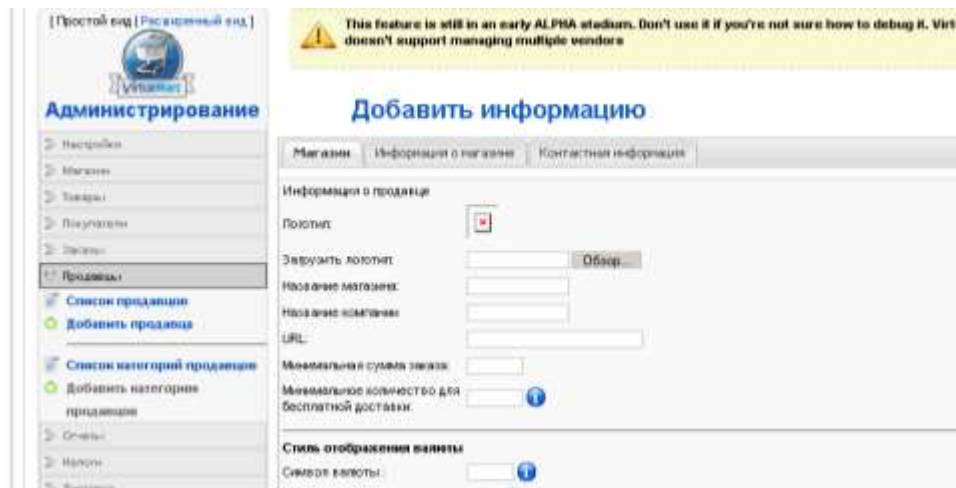 [Простой вид | Расширенный вид]
VirtueMart
Администрирование
Настройки
Магазин
Товары
Покупатели
Заказы
Продавцы
Список продавцов
Добавить продавца
Список категорий продавцов
Добавить категорию
продавцов
Отчеты
Налоги
This feature is still in an early ALPHA stadium. Don't use it if you're not sure how to debug it. Virt
doesn't support managing multiple vendors
Добавить информацию
Магазин
Информация о магазине
Контактная информация
Информация о продавце
Логотип:
Загрузить логотип:
Обзор...
Название магазина:
Название компании:
URL:
Минимальная сумма заказа:
Минимальное количество для
бесплатной доставки:
Стиль отображения валюты
Символ валюты: